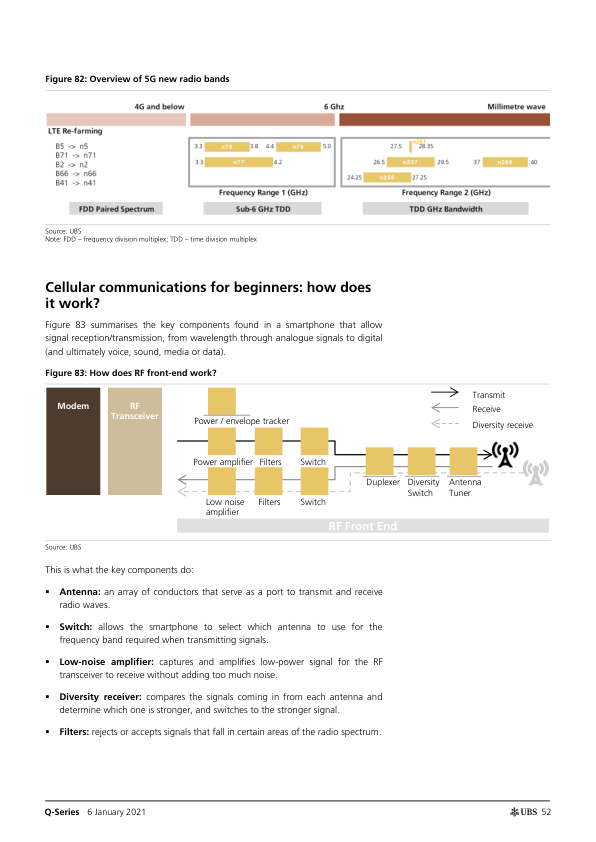 Figure 82: Overview of 5G new radio bands
4G and below
6 Ghz
Millimetre wave
LTE Re-farming
B5 -> n5
B71 -> n71
B2 -> n2
B66 -> n66
B41 -> n41
3.3 n78 3.8 4.4 n79 5.0
3.3 n77 4.2
27.5 n261 28.35
26.5 n257 29.5 37 n260 40
24.25 n258 27.25
Frequency Range 1 (GHz)
Frequency Range 2 (GHz)
FDD Paired Spectrum
Sub-6 GHz TDD
TDD GHz Bandwidth
Source: UBS
Note: FDD – frequency division multiplex; TDD – time division multiplex
Cellular communications for beginners: how does
it work?
Figure 83 summarises the key components found in a smartphone that allow
signal reception/transmission, from wavelength through analogue signals to digital
(and ultimately voice, sound, media or data).
Figure 83: How does RF front-end work?
Modem
RF
Transceiver
Power / envelope tracker
Power amplifier
Filters
Switch
Low noise
amplifier
Filters
Switch
Duplexer
Diversity
Switch
Antenna
Tuner
Transmit
Receive
Diversity receive
RF Front End
Source: UBS
This is what the key components do:
▪ Antenna: an array of conductors that serve as a port to transmit and receive
radio waves.
▪ Switch: allows the smartphone to select which antenna to use for the
frequency band required when transmitting signals.
▪ Low-noise amplifier: captures and amplifies low-power signal for the RF
transceiver to receive without adding too much noise.
▪ Diversity receiver: compares the signals coming in from each antenna and
determine which one is stronger, and switches to the stronger signal.
▪ Filters: rejects or accepts signals that fall in certain areas of the radio spectrum.
Q-Series 6 January 2021
UBS 52